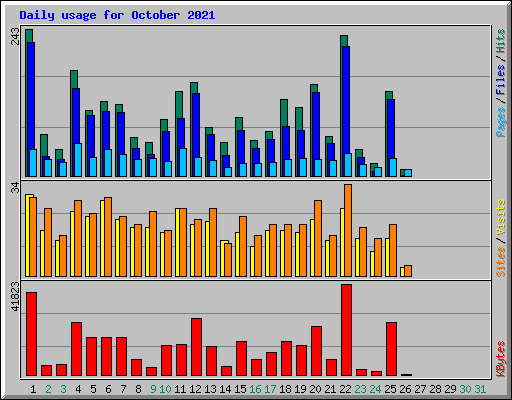 Daily usage for October 2021
243
Pages / Files / Hits
34
Sites / Visits
41823
KBytes
1 2 3 4 5 6 7 8 9 10 11 12 13 14 15 16 17 18 19 20 21 22 23 24 25 26 27 28 29 30 31